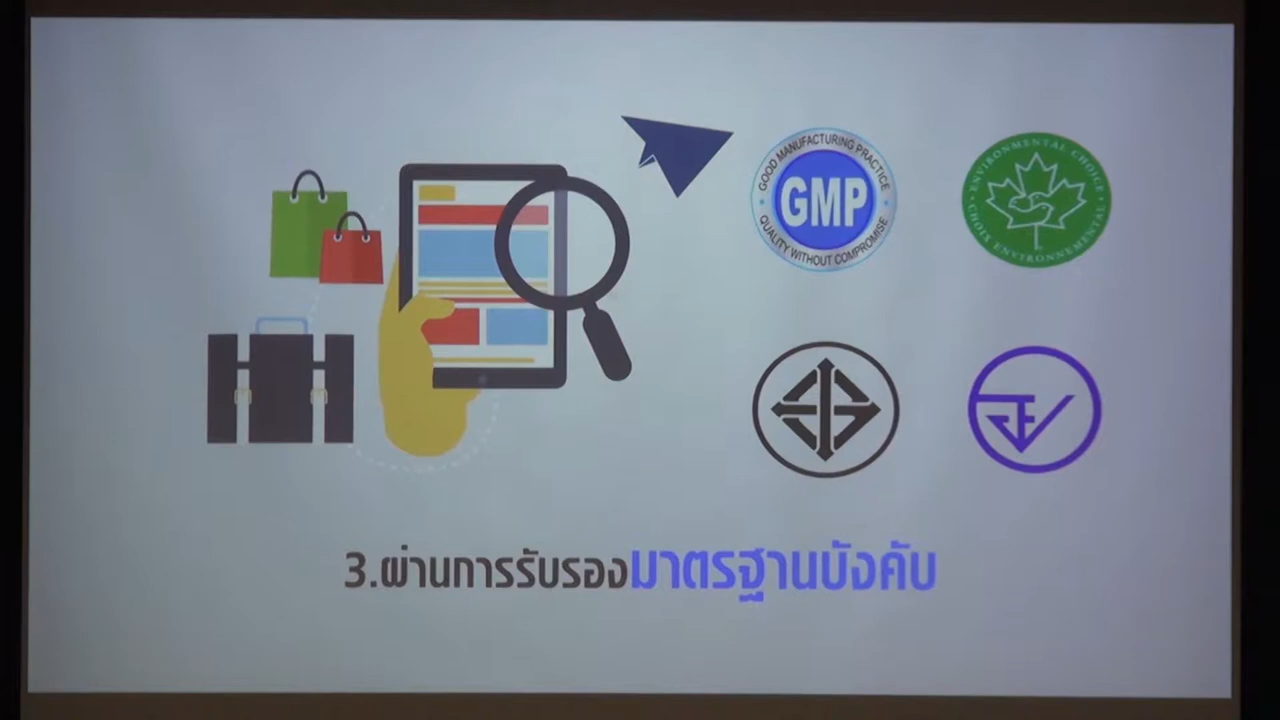 GOOD MANUFACTURING PRACTICE
GMP
QUALITY WITHOUT COMPROMISE
ENVIRONMENTAL CHOICE
CHOIX ENVIRONNEMENTAL
3.ผ่านการรับรองมาตรฐานบังคับ